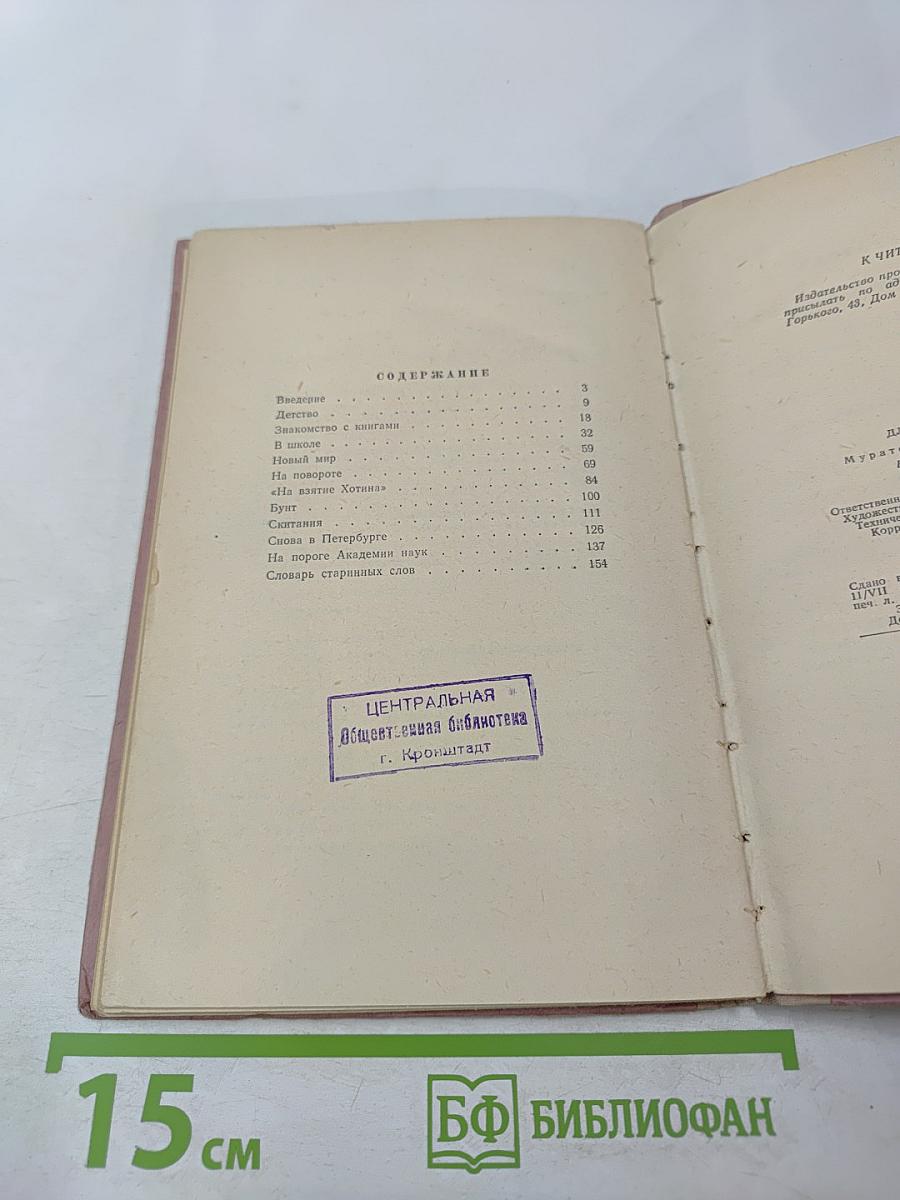 СОДЕРЖАНИЕ
Введение . . . . . . . . . . . . . . . 3
Детство . . . . . . . . . . . . . . . 9
Знакомство с книгами . . . . . . . . . . 18
В школе . . . . . . . . . . . . . . . 32
Новый мир . . . . . . . . . . . . . . 59
На повороте . . . . . . . . . . . . . 69
«На взятие Хотина» . . . . . . . . . . . 84
Бунт . . . . . . . . . . . . . . . . 100
Скитания . . . . . . . . . . . . . . . 111
Снова в Петербурге . . . . . . . . . . . 126
На пороге Академии наук . . . . . . . . . 137
Словарь старинных слов . . . . . . . . . . 154
ЦЕНТРАЛЬНАЯ
Общественная библиотека
г. Кронштадт
К ЧИТ
Издательство про
присылать по ад
Горького, 43, Дом
Мурат
Ответственн
Художеств
Техничес
Корр
Сдано в
11/VII
печ. л.
15 см
БФ БИБЛИОФАН